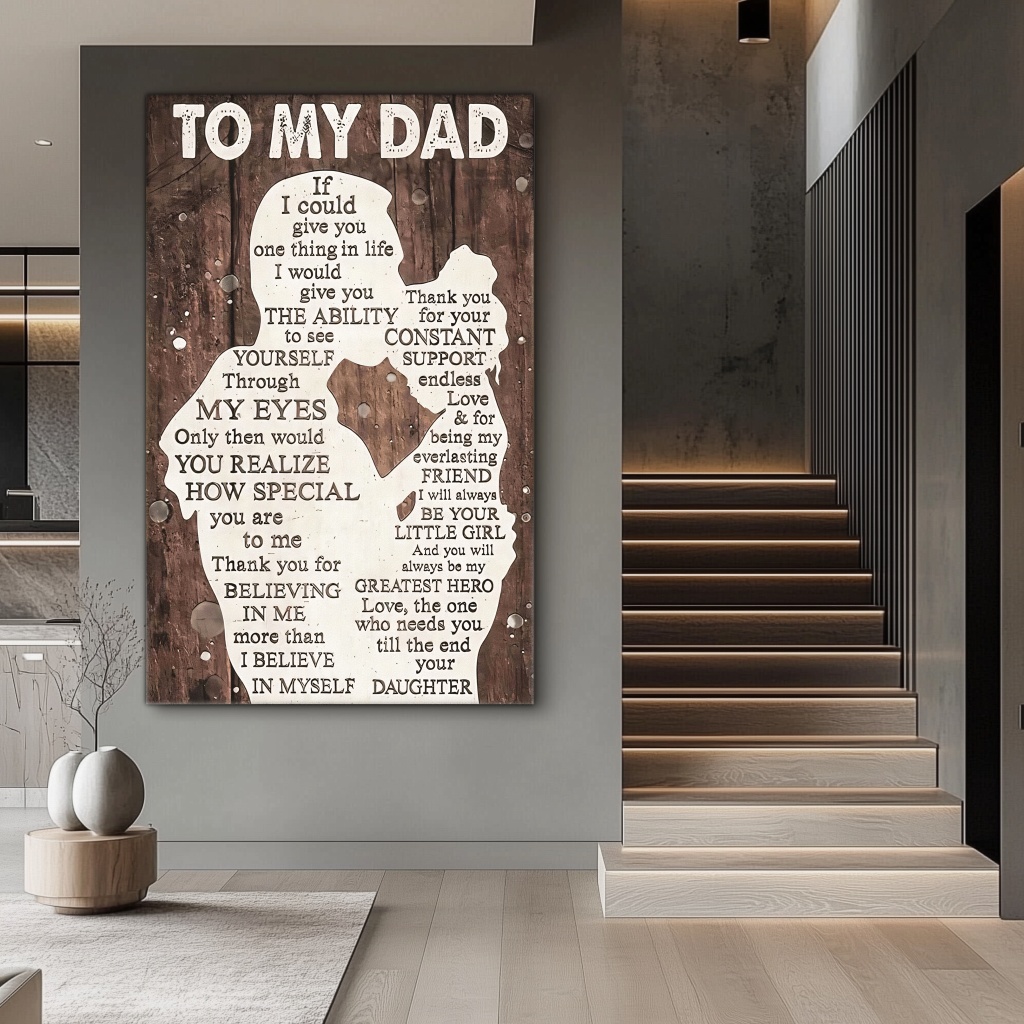 TO MY DAD
If
I could
give you
one thing in life
I would
give you
THE ABILITY
to see
YOURSELF
Through
MY EYES
Only then would
YOU REALIZE
HOW SPECIAL
you are
to me
Thank you for
BELIEVING
IN ME
more than
I BELIEVE
IN MYSELF
Thank you
for your
CONSTANT
SUPPORT
endless
Love
& for
being my
everlasting
FRIEND
I will always
BE YOUR
LITTLE GIRL
And you will
always be my
GREATEST HERO
Love, the one
who needs you
till the end
your
DAUGHTER